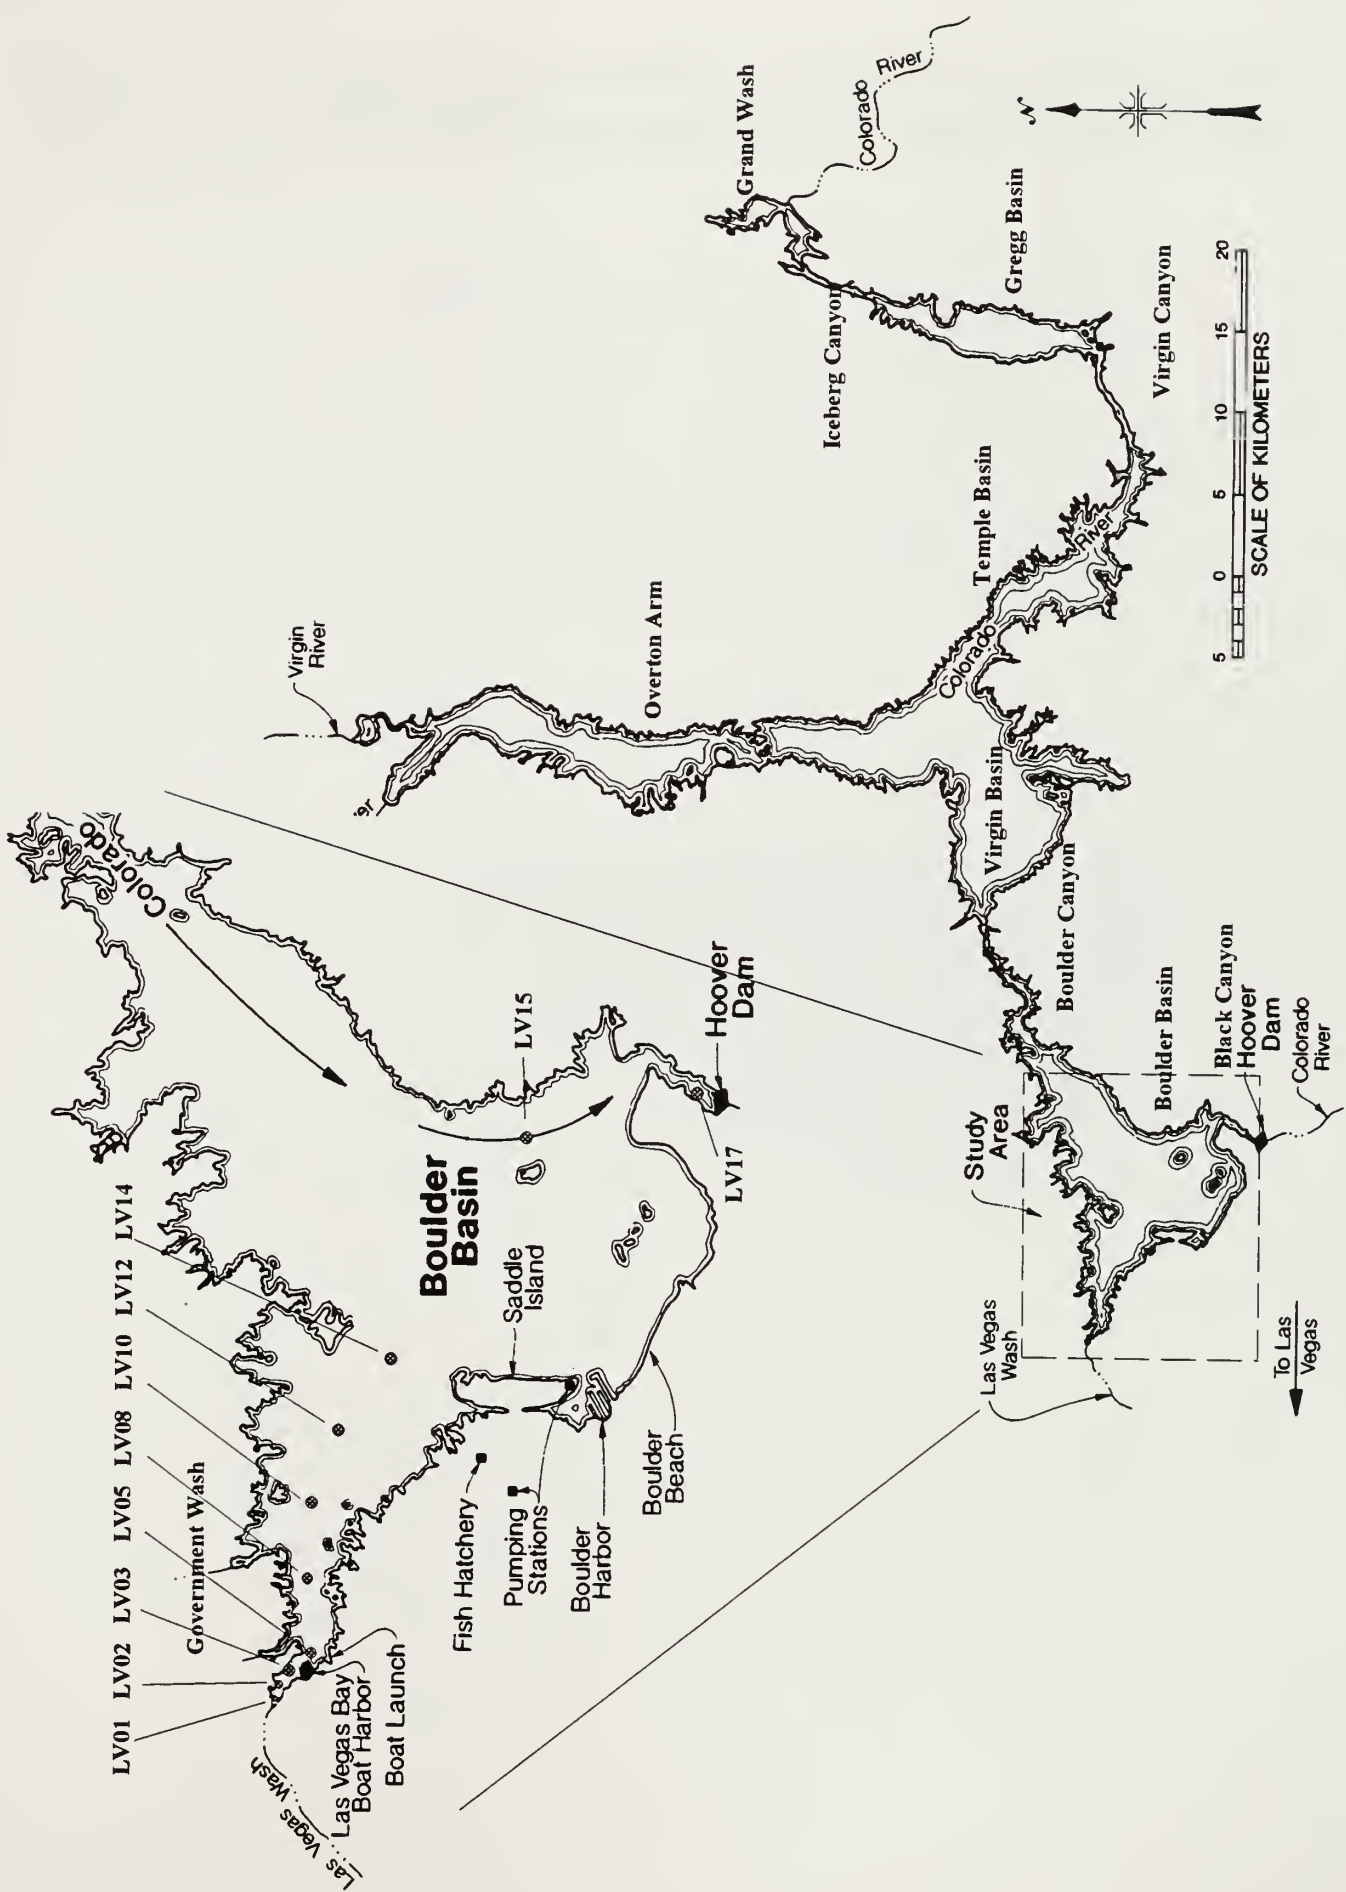 LV01
LV02
LV03
LV05
LV08
LV10
LV12
LV14
Government Wash
Colorado
Las Vegas Wash
Las Vegas Bay
Boat Harbor
Boat Launch
Boulder
Basin
LV15
Saddle
Island
Fish Hatchery
Pumping
Stations
Boulder
Harbor
Boulder
Beach
LV17
Hoover
Dam
Virgin
River
Overton Arm
Grand Wash
Colorado
River
N
Iceberg Canyon
Gregg Basin
Temple Basin
Colorado
River
Virgin Canyon
Virgin Basin
Boulder Canyon
Study
Area
Boulder Basin
Black Canyon
Hoover
Dam
Colorado
River
Las Vegas
Wash
To Las
Vegas
5 0 5 10 15 20
SCALE OF KILOMETERS